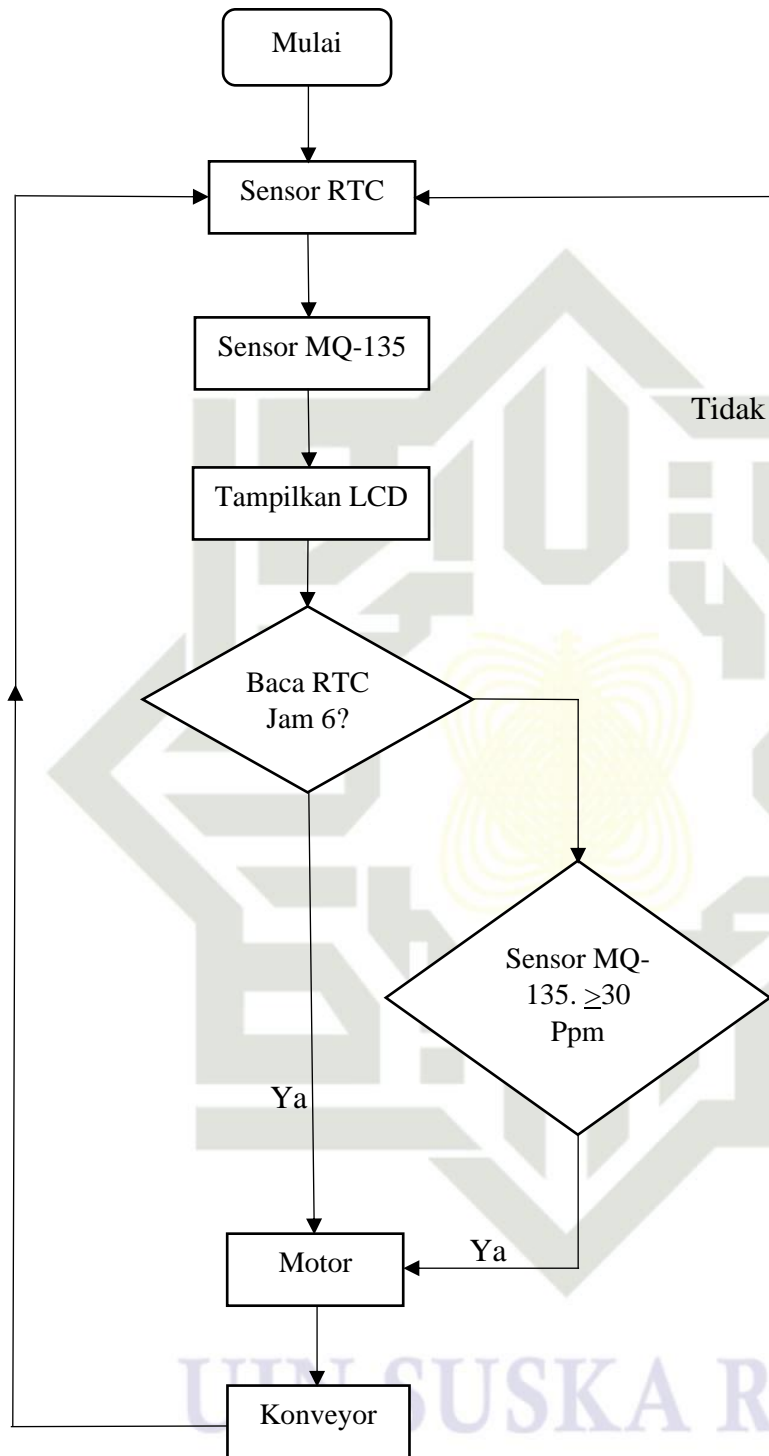 Mulai
Sensor RTC
Sensor MQ-135
Tidak
Tampilkan LCD
Baca RTC
Jam 6?
Sensor MQ-
135. ≥30
Ppm
Ya
Motor
Ya
Konveyor
UIN SUSKA R